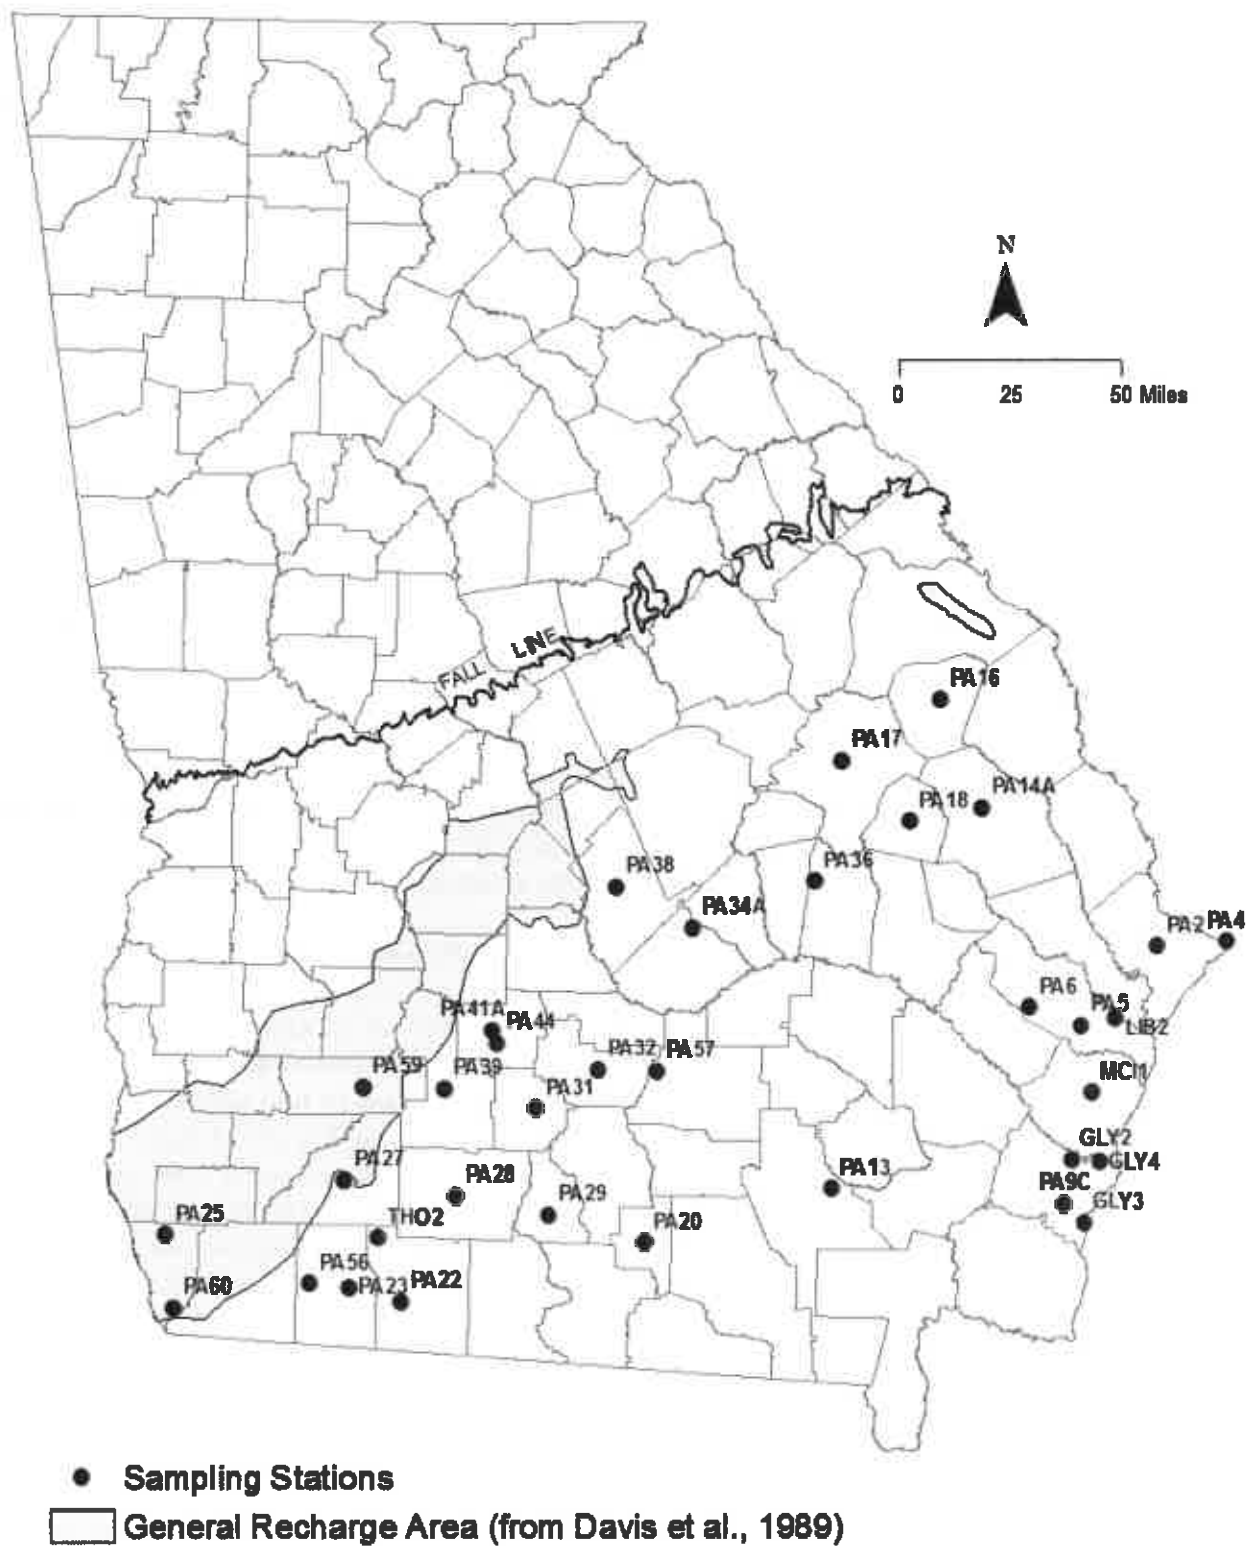 N
0 25 50 Miles
FALL LINE
PA16
PA17
PA14A
PA18
PA38
PA36
PA34A
PA2
PA4
PA6
PA5
LIB2
PA41A
PA44
PA32
PA57
PA59
PA39
PA31
MCI1
GLY2
GLY4
PA9C
GLY3
PA27
PA28
PA13
PA29
PA25
THO2
PA20
PA56
PA23
PA22
PA60
Sampling Stations
General Recharge Area (from Davis et al., 1989)